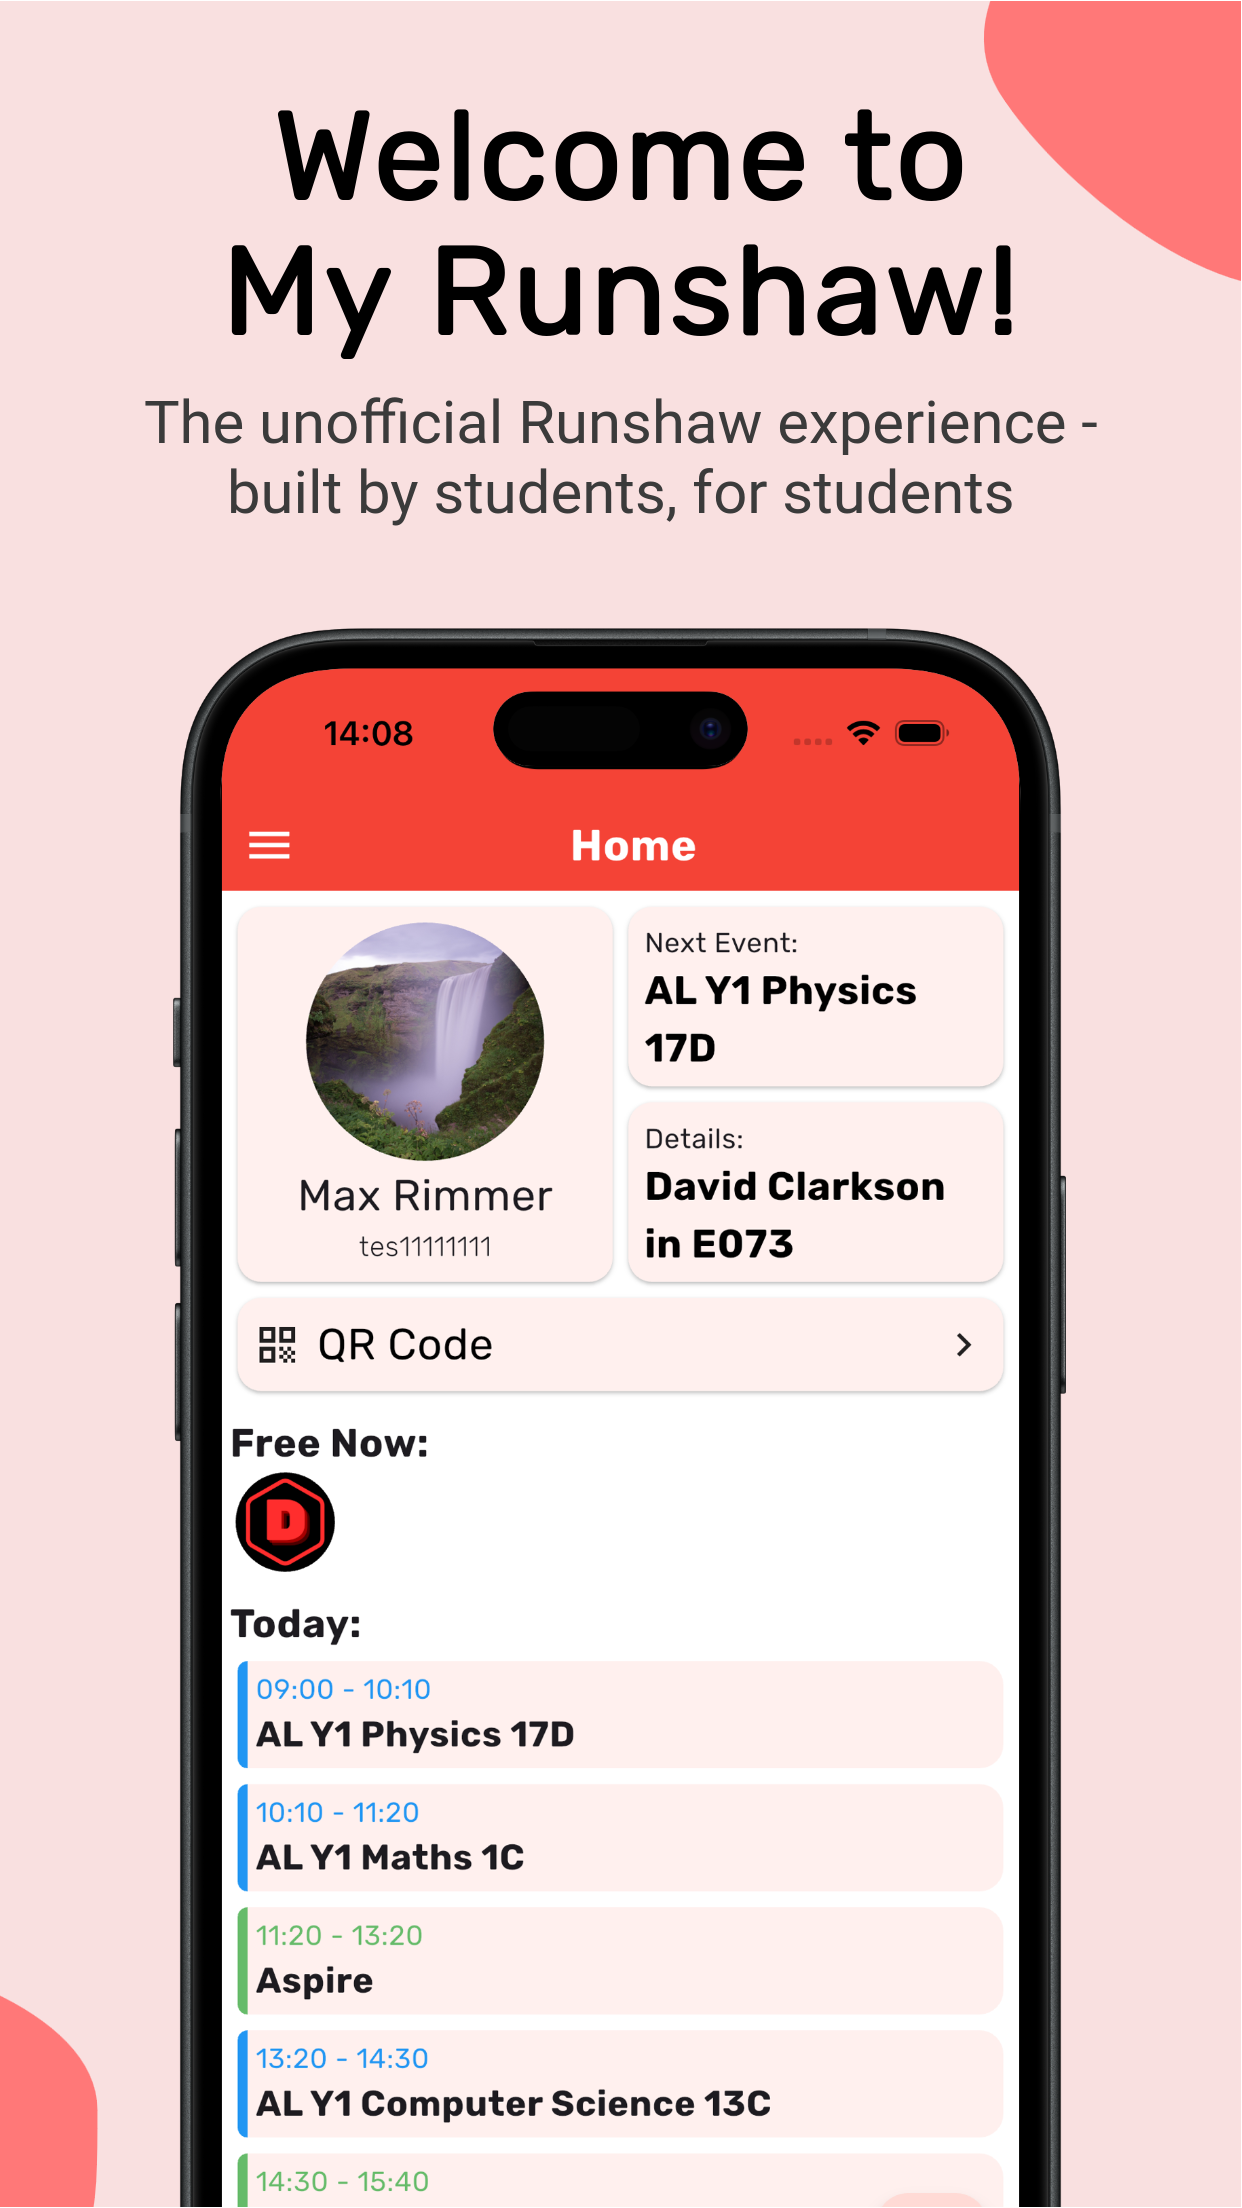 Welcome to
My Runshaw!
The unofficial Runshaw experience -
built by students, for students
14:08
Home
Max Rimmer
tes11111111
Next Event:
AL Y1 Physics
17D
Details:
David Clarkson
in E073
QR Code
Free Now:
D
Today:
09:00 - 10:10
AL Y1 Physics 17D
10:10 - 11:20
AL Y1 Maths 1C
11:20 - 13:20
Aspire
13:20 - 14:30
AL Y1 Computer Science 13C
14:30 - 15:40